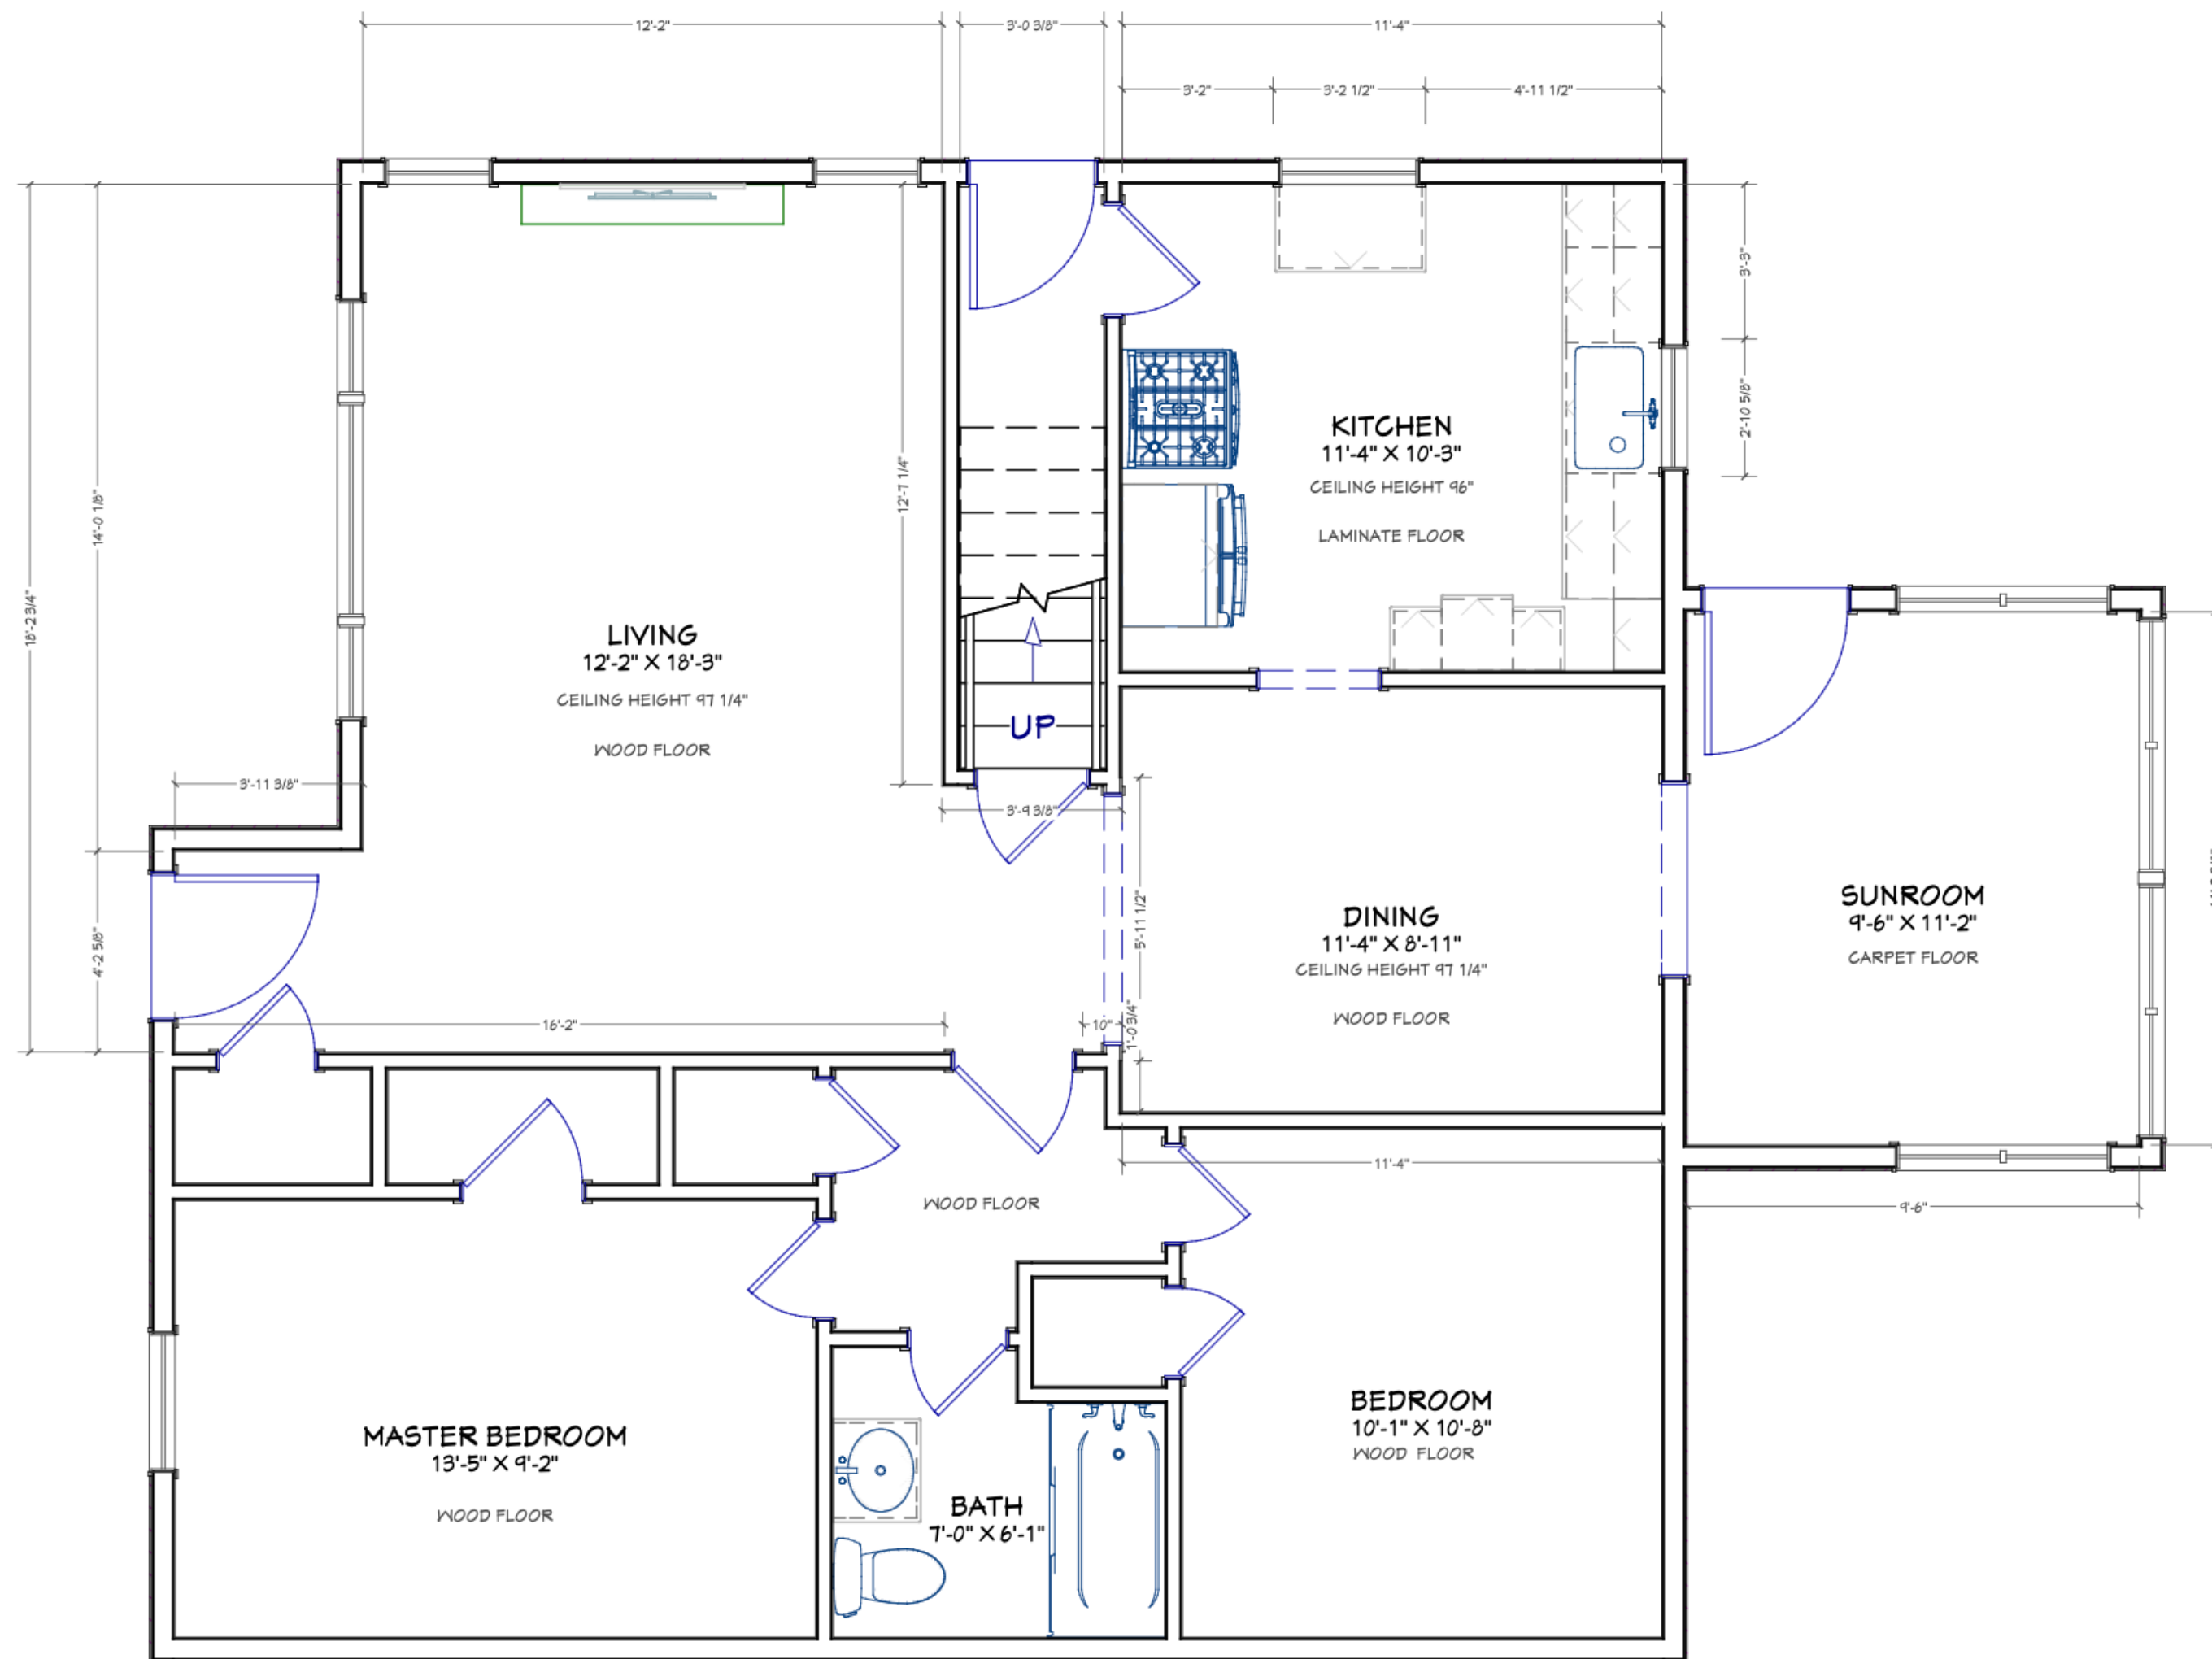 12'-2"
3'-0 3/8"
11'-4"
3'-2"
3'-2 1/2"
4'-11 1/2"
18'-2 3/4"
14'-0 1/8"
12'-7 1/4"
3'-3"
2'-10 5/8"
KITCHEN
11'-4" X 10'-3"
CEILING HEIGHT 96"
LAMINATE FLOOR
LIVING
12'-2" X 18'-3"
CEILING HEIGHT 97 1/4"
WOOD FLOOR
UP
3'-11 3/8"
3'-9 3/8"
4'-2 5/8"
5'-11 1/2"
DINING
11'-4" X 8'-11"
CEILING HEIGHT 97 1/4"
WOOD FLOOR
SUNROOM
9'-6" X 11'-2"
CARPET FLOOR
16'-2"
10"
1'-0 3/4"
11'-4"
WOOD FLOOR
9'-6"
MASTER BEDROOM
13'-5" X 9'-2"
WOOD FLOOR
BATH
7'-0" X 6'-1"
BEDROOM
10'-1" X 10'-8"
WOOD FLOOR